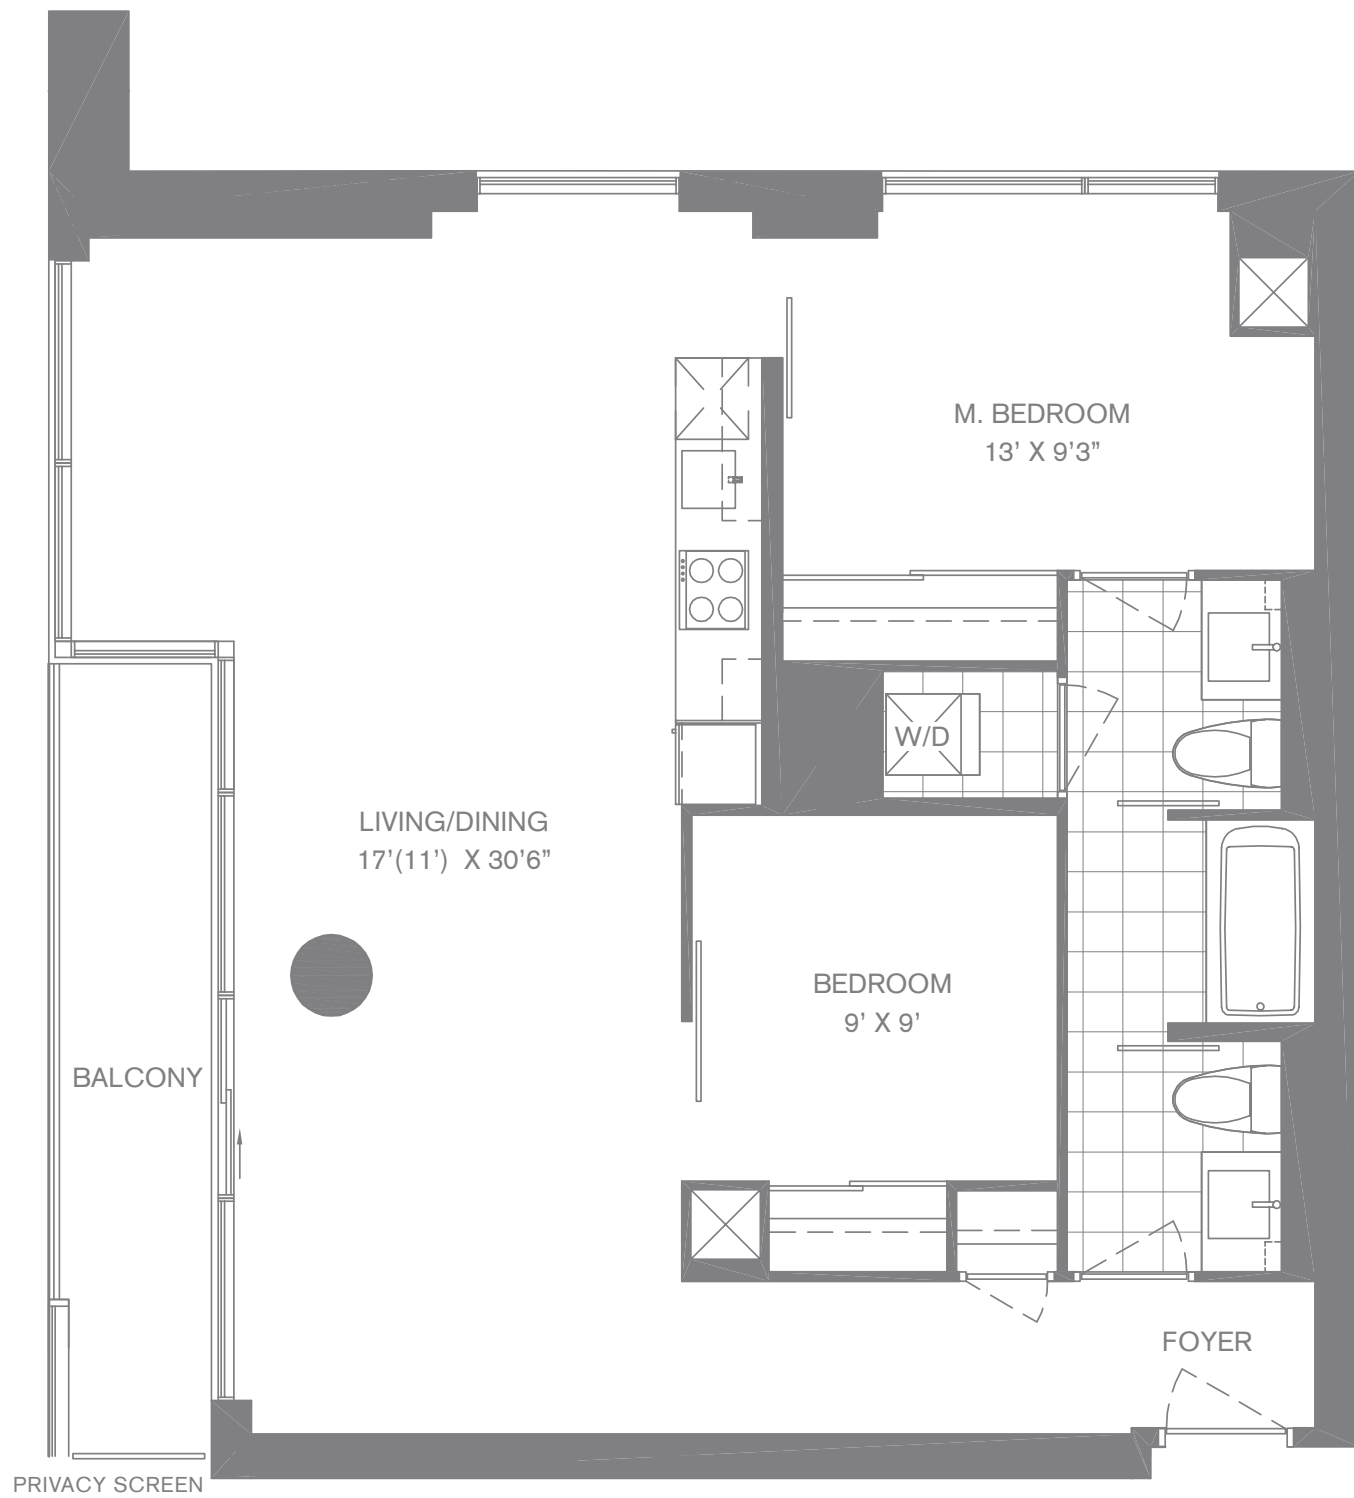 M. BEDROOM
13’ X 9’3”
W/D
LIVING/DINING
17’(11’) X 30’6”
BEDROOM
9’ X 9’
BALCONY
FOYER
PRIVACY SCREEN